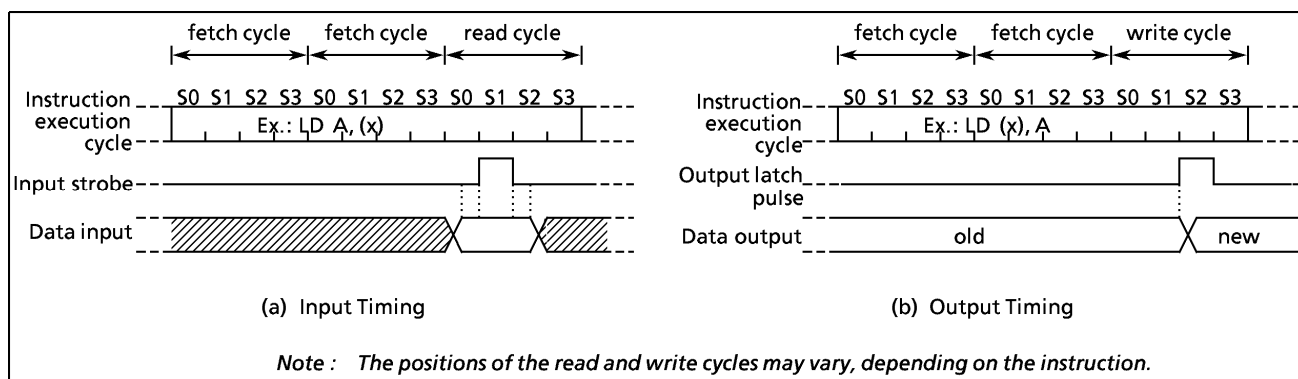 fetch cycle fetch cycle read cycle
S0 S1 S2 S3 S0 S1 S2 S3 S0 S1 S2 S3
Instruction
execution
cycle
Ex.: LD A, (x)
Input strobe
Data input
(a) Input Timing
fetch cycle fetch cycle write cycle
S0 S1 S2 S3 S0 S1 S2 S3 S0 S1 S2 S3
Instruction
execution
cycle
Ex.: LD (x), A
Output latch
pulse
Data output
old
new
(b) Output Timing
Note : The positions of the read and write cycles may vary, depending on the instruction.